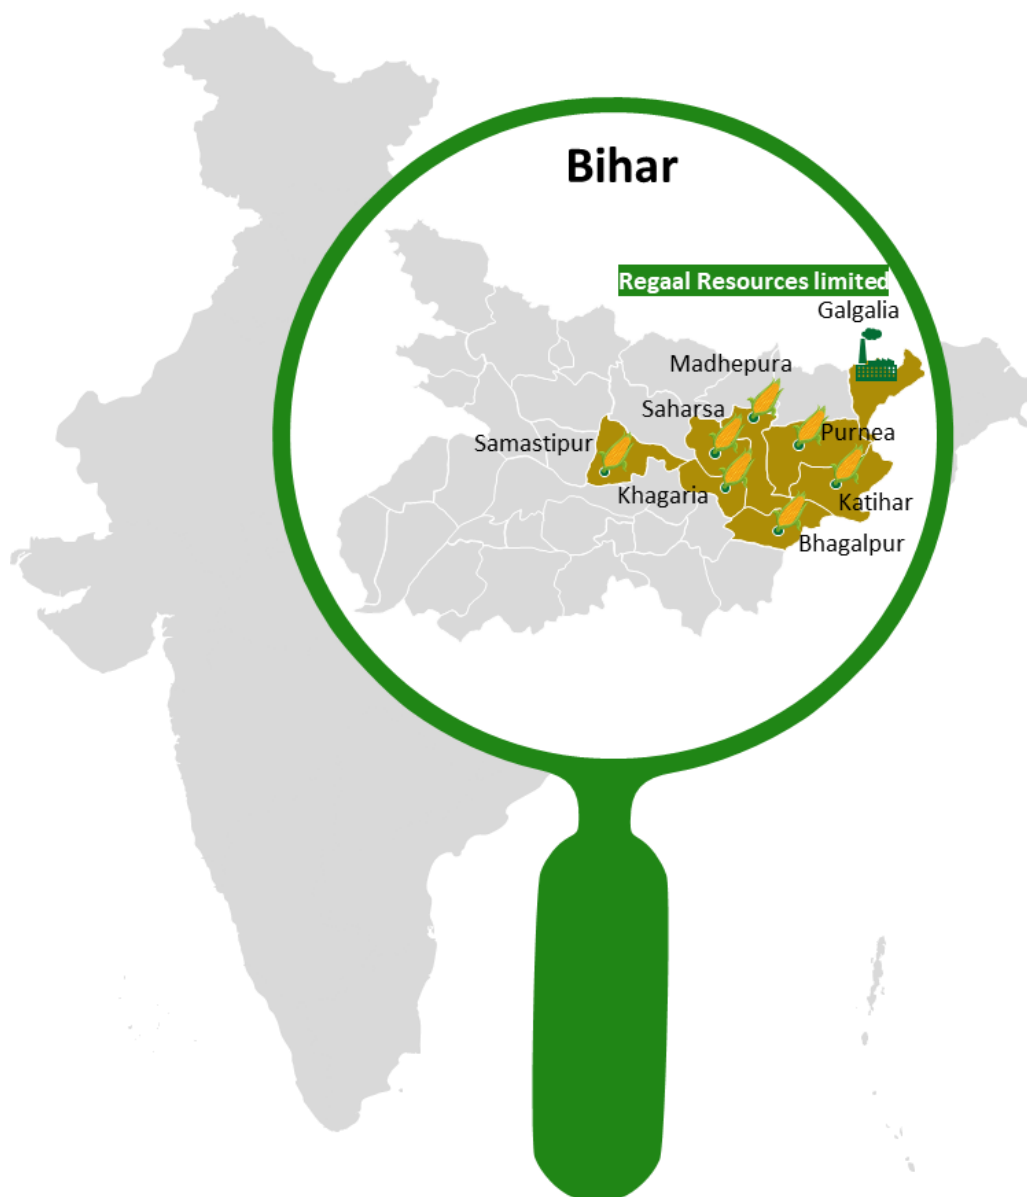 Bihar
Regaal Resources limited
Galgalia
Madhepura
Saharsa
Purnea
Samastipur
Khagaria
Katihar
Bhagalpur